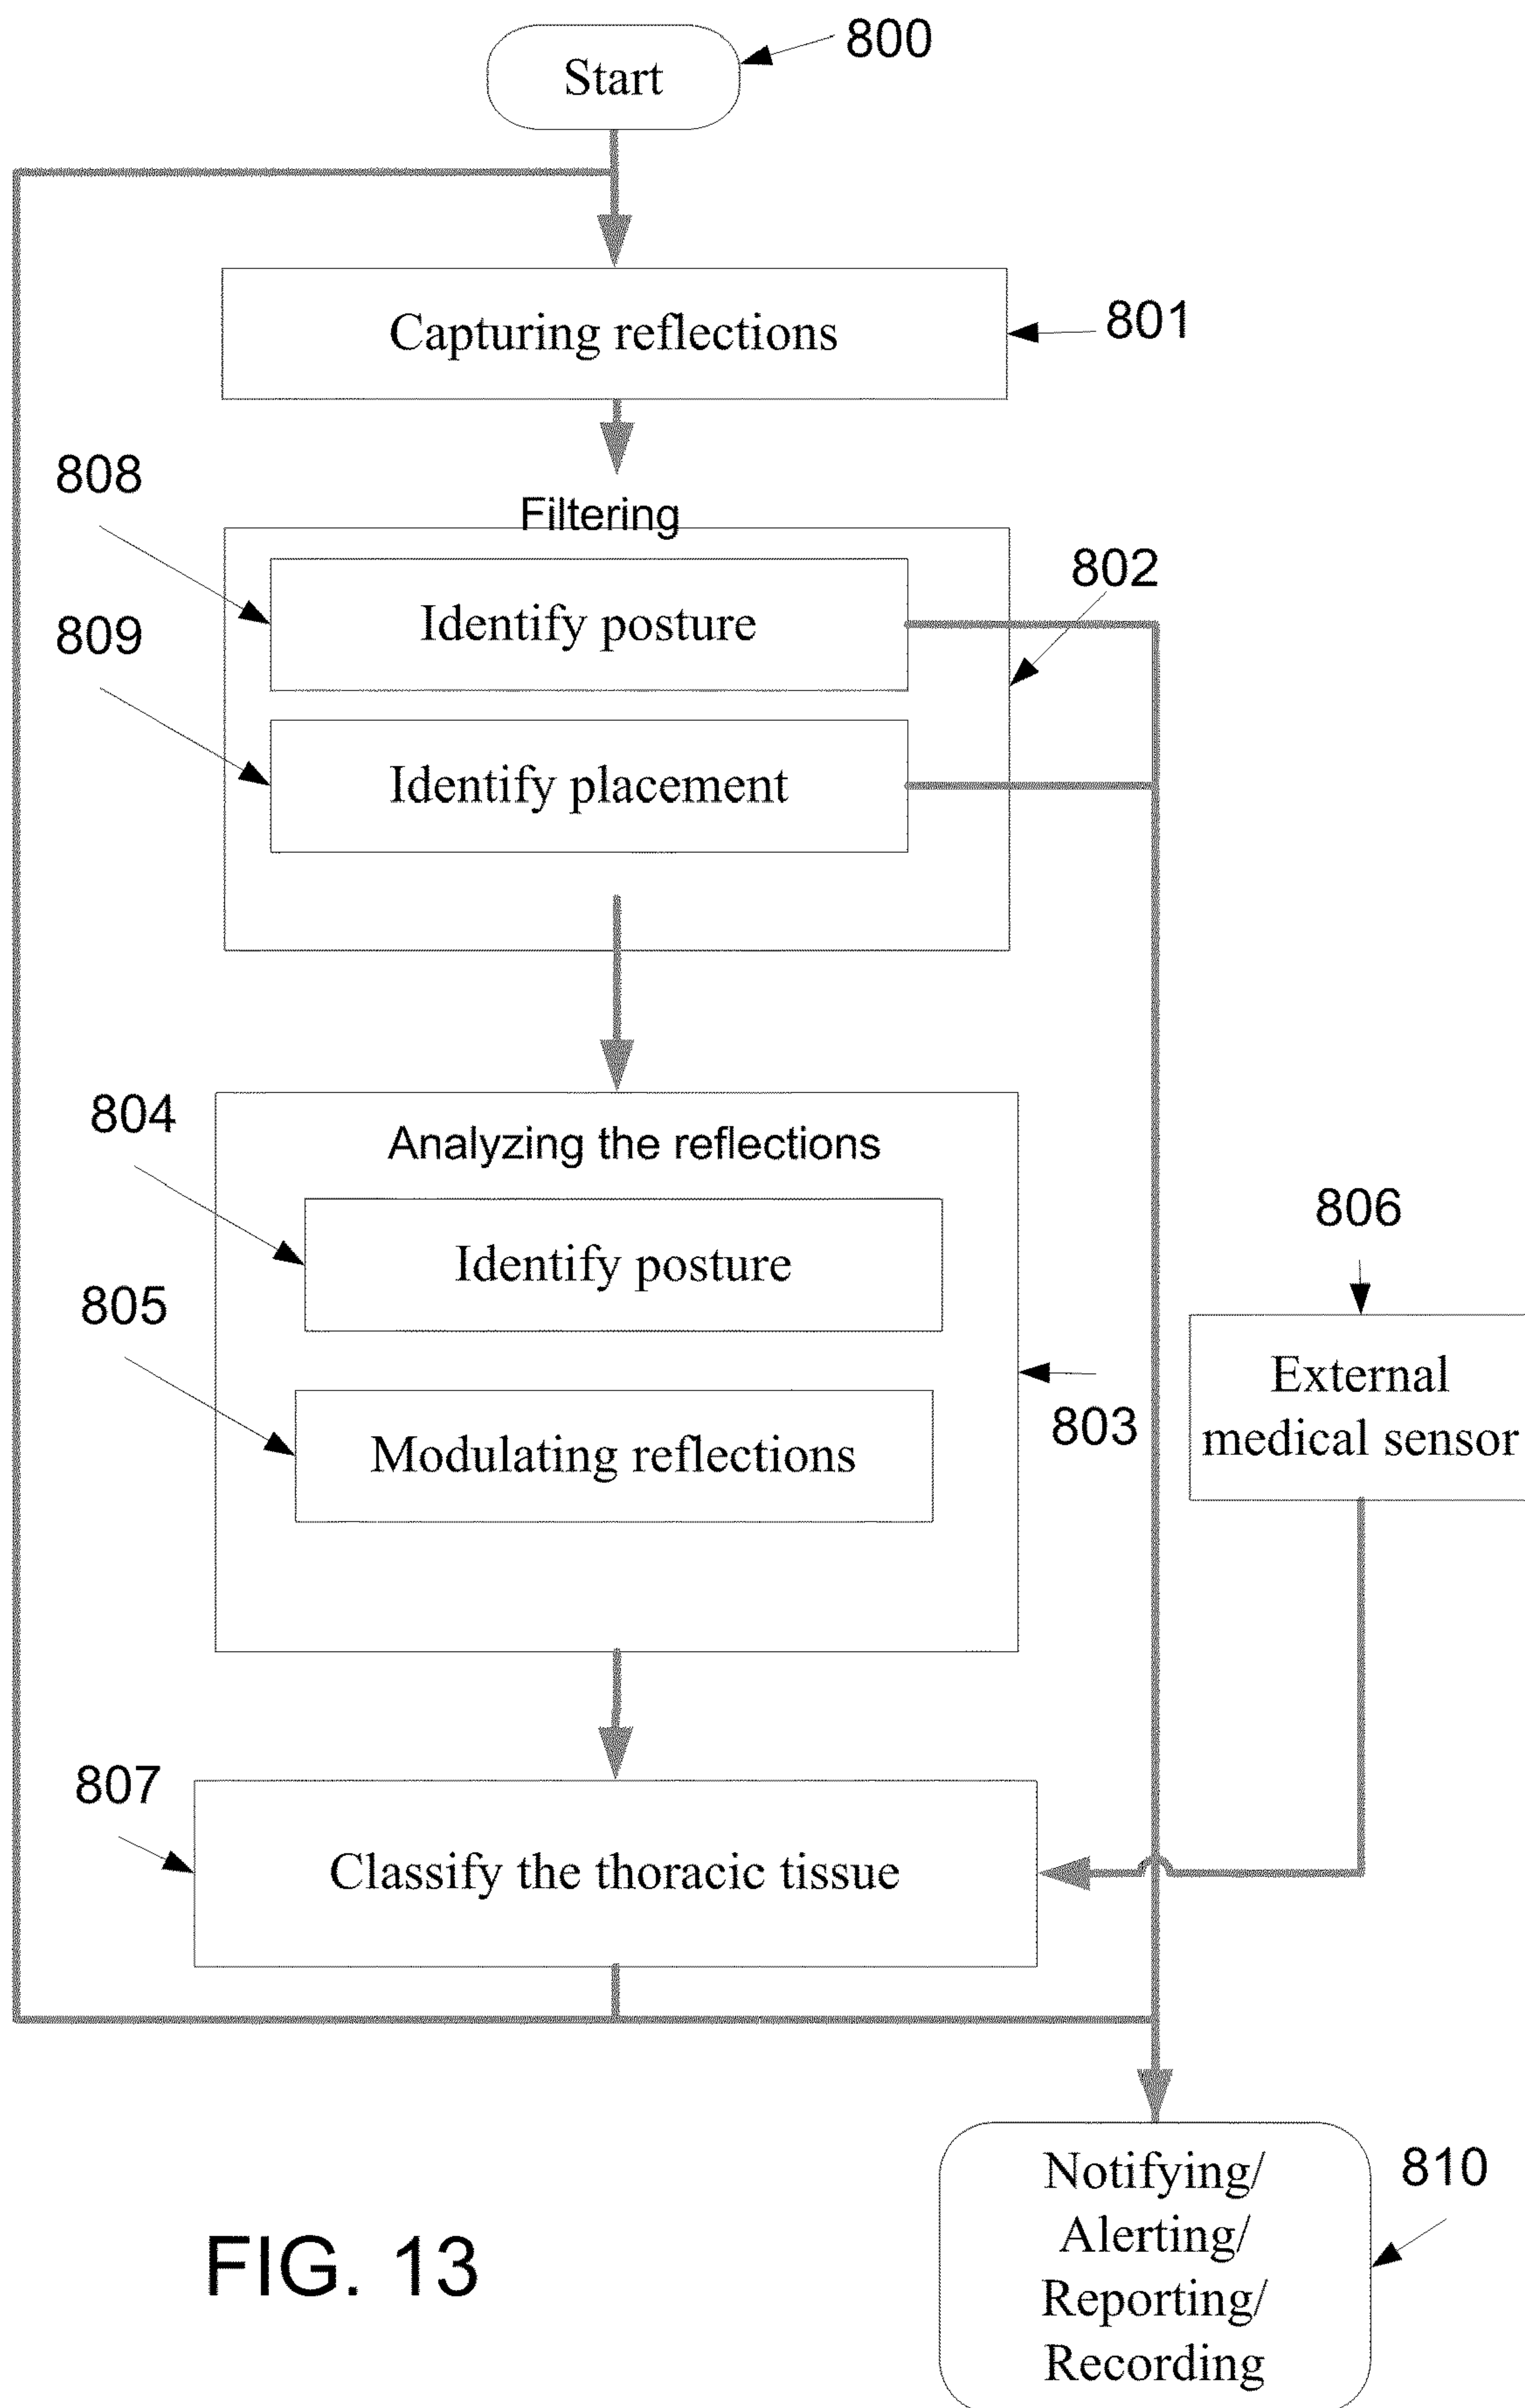 800
Start
Capturing reflections
801
808
Filtering
802
Identify posture
809
Identify placement
804
Analyzing the reflections
Identify posture
806
805
External
medical sensor
Modulating reflections
803
807
Classify the thoracic tissue
Notifying/
Alerting/
Reporting/
Recording
810
FIG. 13